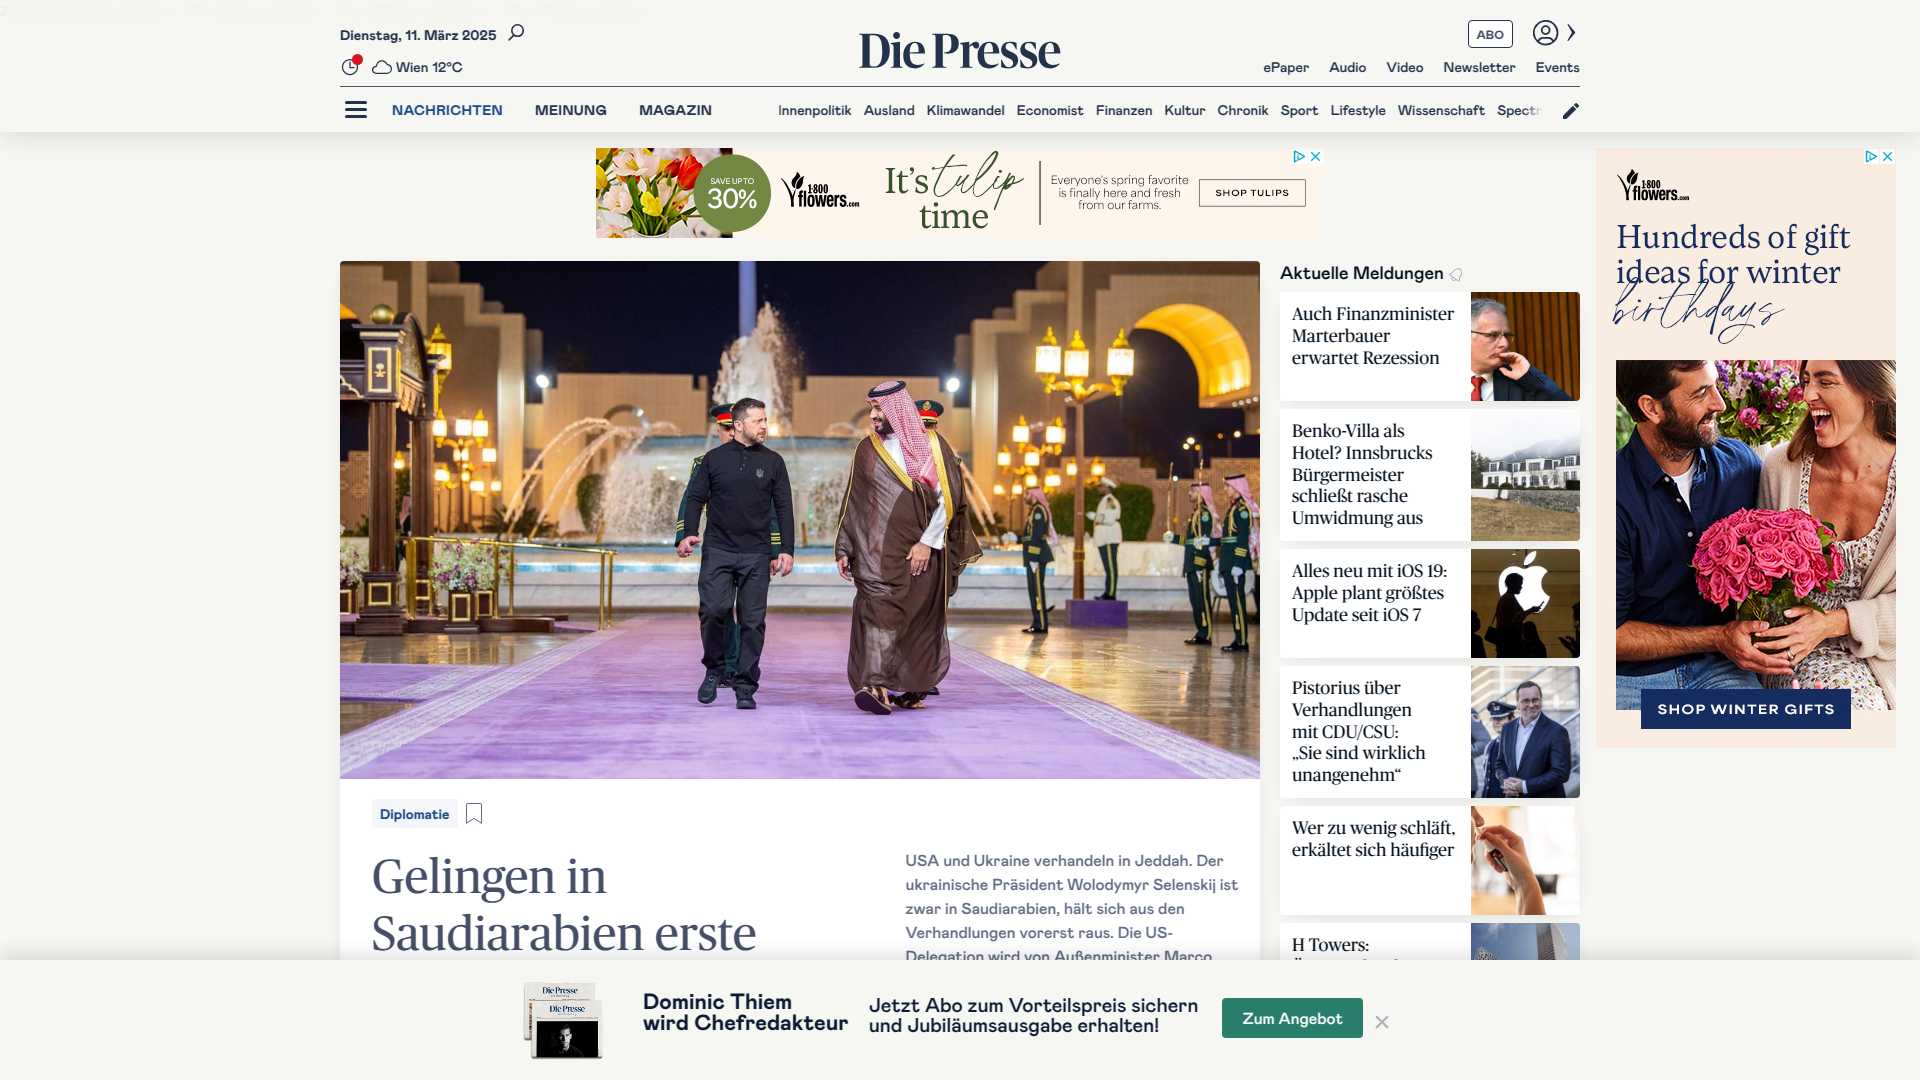 Dienstag, 11. März 2025
Wien 12°C
Die Presse
ABO
ePaper Audio Video Newsletter Events
NACHRICHTEN MEINUNG MAGAZIN Innenpolitik Ausland Klimawandel Economist Finanzen Kultur Chronik Sport Lifestyle Wissenschaft Spectr
SAVE UP TO
30%
1-800
flowers.com
It's tulip
time
Everyone's spring favorite
is finally here and fresh
from our farms.
SHOP TULIPS
1-800
flowers.com
Hundreds of gift
ideas for winter
birthdays
SHOP WINTER GIFTS
Diplomatie
Gelingen in
Saudiarabien erste
USA und Ukraine verhandeln in Jeddah. Der
ukrainische Präsident Wolodymyr Selenskij ist
zwar in Saudiarabien, hält sich aus den
Verhandlungen vorerst raus. Die US-
Delegation wird von Außenminister Marco
Aktuelle Meldungen
Auch Finanzminister
Marterbauer
erwartet Rezession
Benko-Villa als
Hotel? Innsbrucks
Bürgermeister
schließt rasche
Umwidmung aus
Alles neu mit iOS 19:
Apple plant größtes
Update seit iOS 7
Pistorius über
Verhandlungen
mit CDU/CSU:
„Sie sind wirklich
unangenehm“
Wer zu wenig schläft,
erkältet sich häufiger
H Towers:
Die Presse
Die Presse
Dominic Thiem
wird Chefredakteur
Jetzt Abo zum Vorteilspreis sichern
und Jubiläumsausgabe erhalten!
Zum Angebot